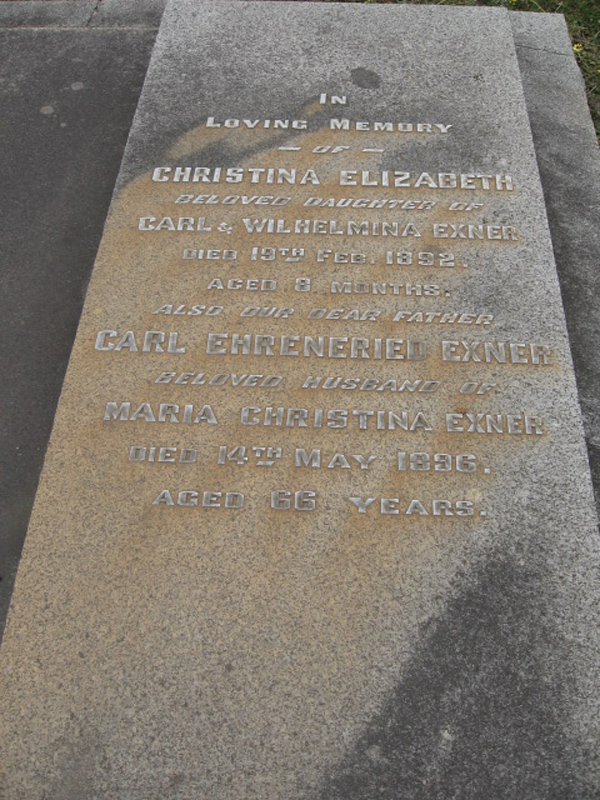 IN
LOVING MEMORY
— OF —
CHRISTINA ELIZABETH
BELOVED DAUGHTER OF
CARL & WILHELMINA EXNER
DIED 19TH FEB. 1892.
AGED 8 MONTHS.
ALSO OUR DEAR FATHER
CARL EHRENERIED EXNER
BELOVED HUSBAND OF
MARIA CHRISTINA EXNER
DIED 14TH MAY 1896.
AGED 66 YEARS.